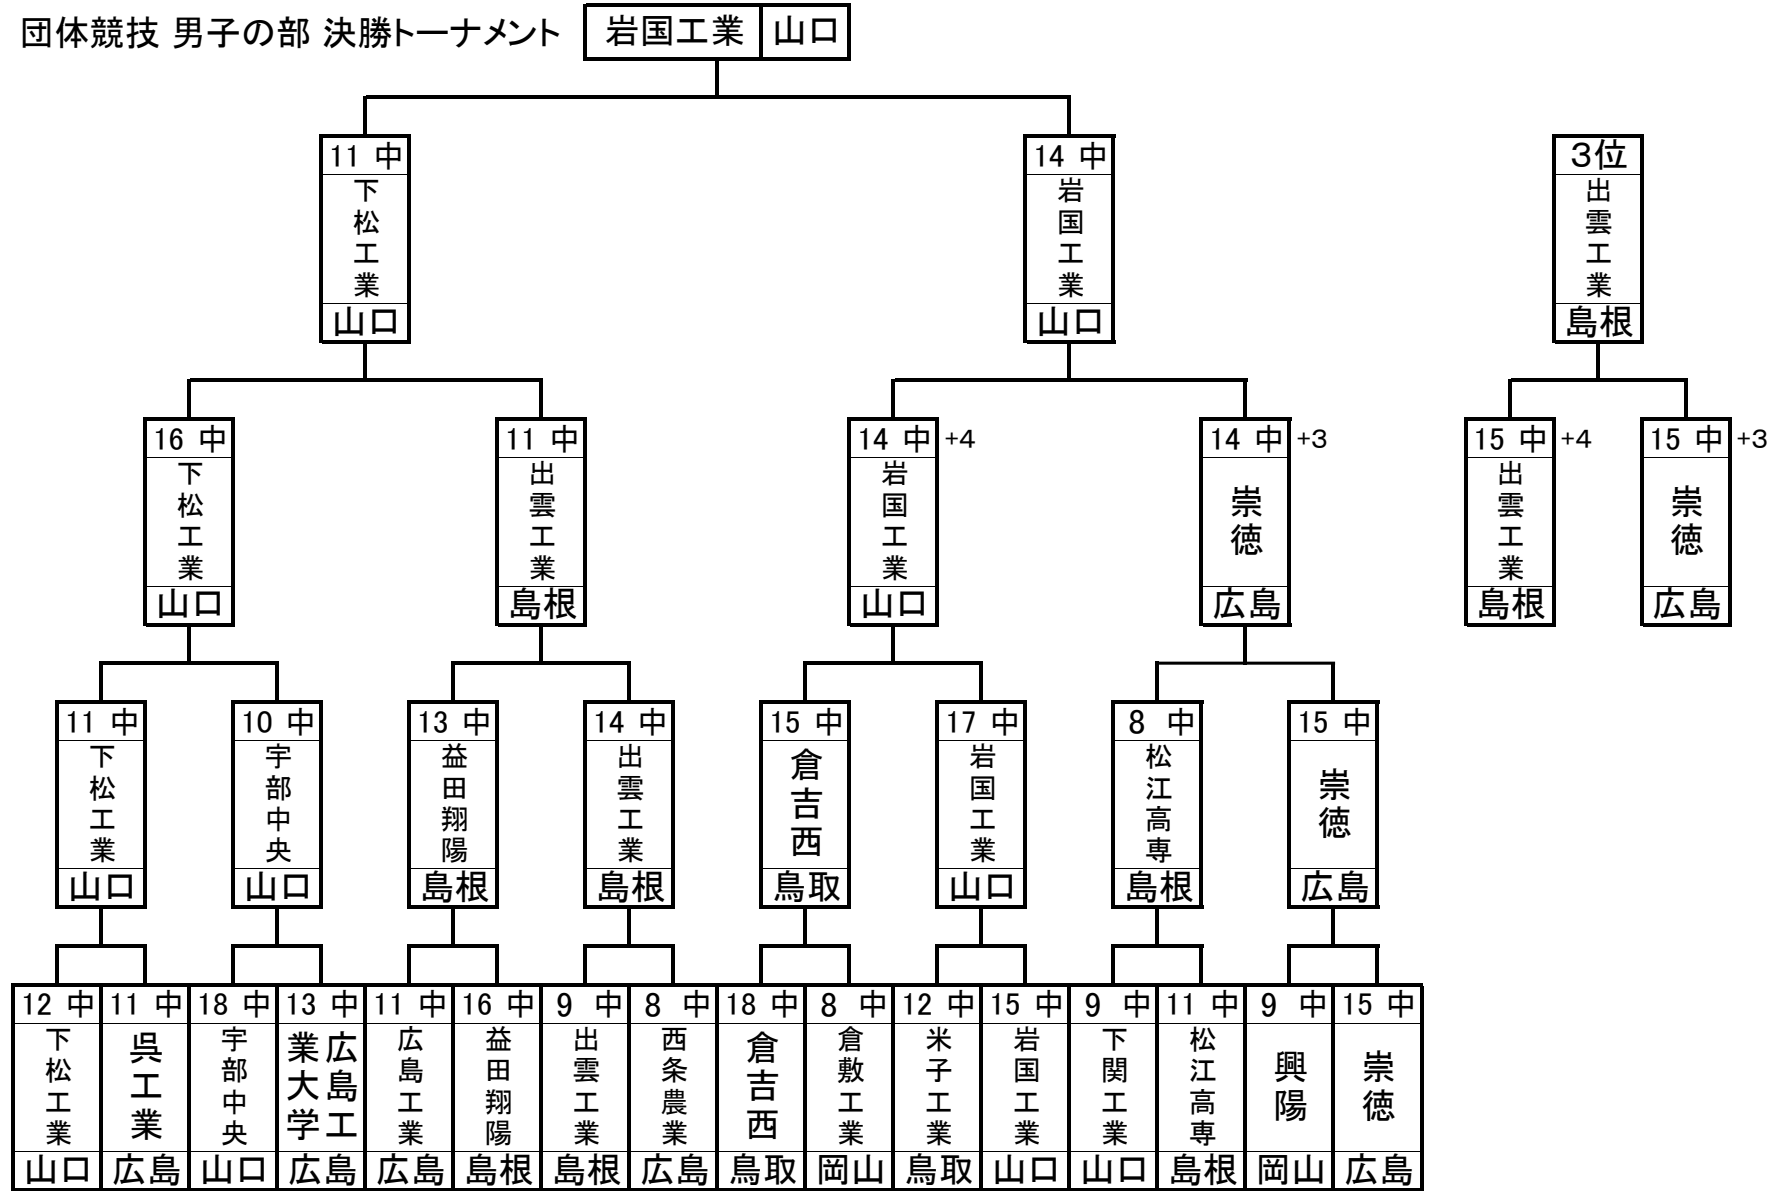 団体競技 男子の部 決勝トーナメント
岩国工業 山口
11 中
下松工業
山口
14 中
岩国工業
山口
3位
出雲工業
島根
16 中
下松工業
山口
11 中
出雲工業
島根
14 中 +4
岩国工業
山口
14 中 +3
崇徳
広島
15 中 +4
出雲工業
島根
15 中 +3
崇徳
広島
11 中
下松工業
山口
10 中
宇部中央
山口
13 中
益田翔陽
島根
14 中
出雲工業
島根
15 中
倉吉西
鳥取
17 中
岩国工業
山口
8 中
松江高専
島根
15 中
崇徳
広島
12 中
下松工業
山口
11 中
呉工業
広島
18 中
宇部中央
山口
13 中
広島工
業大学
広島
11 中
広島工業
広島
16 中
益田翔陽
島根
9 中
出雲工業
島根
8 中
西条農業
広島
18 中
倉吉西
鳥取
8 中
倉敷工業
岡山
12 中
米子工業
鳥取
15 中
岩国工業
山口
9 中
下関工業
山口
11 中
松江高専
島根
9 中
興陽
岡山
15 中
崇徳
広島